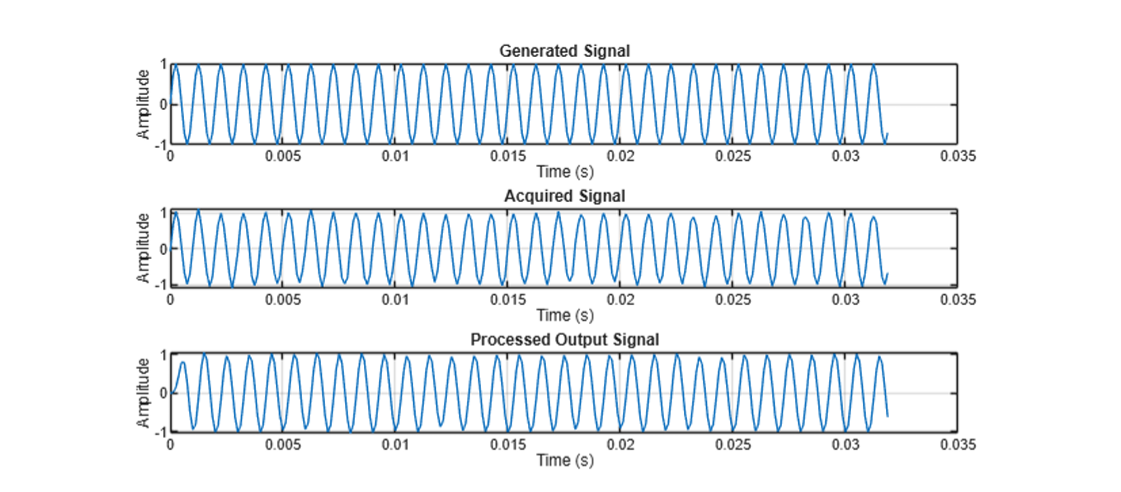 Generated Signal
1
0
-1
Amplitude
0 0.005 0.01 0.015 0.02 0.025 0.03 0.035
Time (s)
Acquired Signal
1
0
-1
Amplitude
0 0.005 0.01 0.015 0.02 0.025 0.03 0.035
Time (s)
Processed Output Signal
1
0
-1
Amplitude
0 0.005 0.01 0.015 0.02 0.025 0.03 0.035
Time (s)